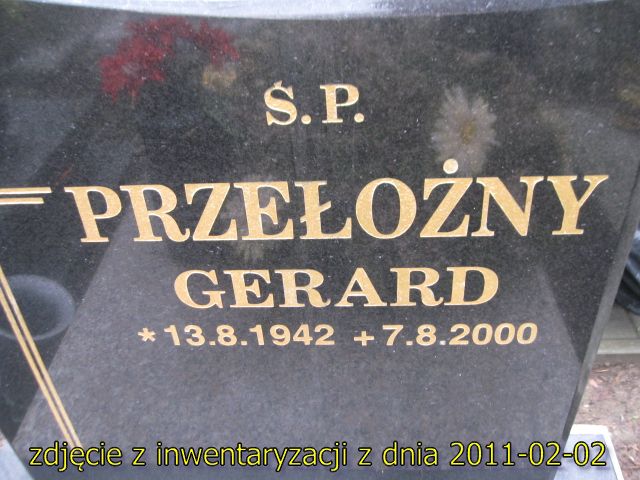 Ś.P.
PRZEŁOŻNY
GERARD
* 13.8.1942 + 7.8.2000
zdjęcie z inwentaryzacji z dnia 2011-02-02